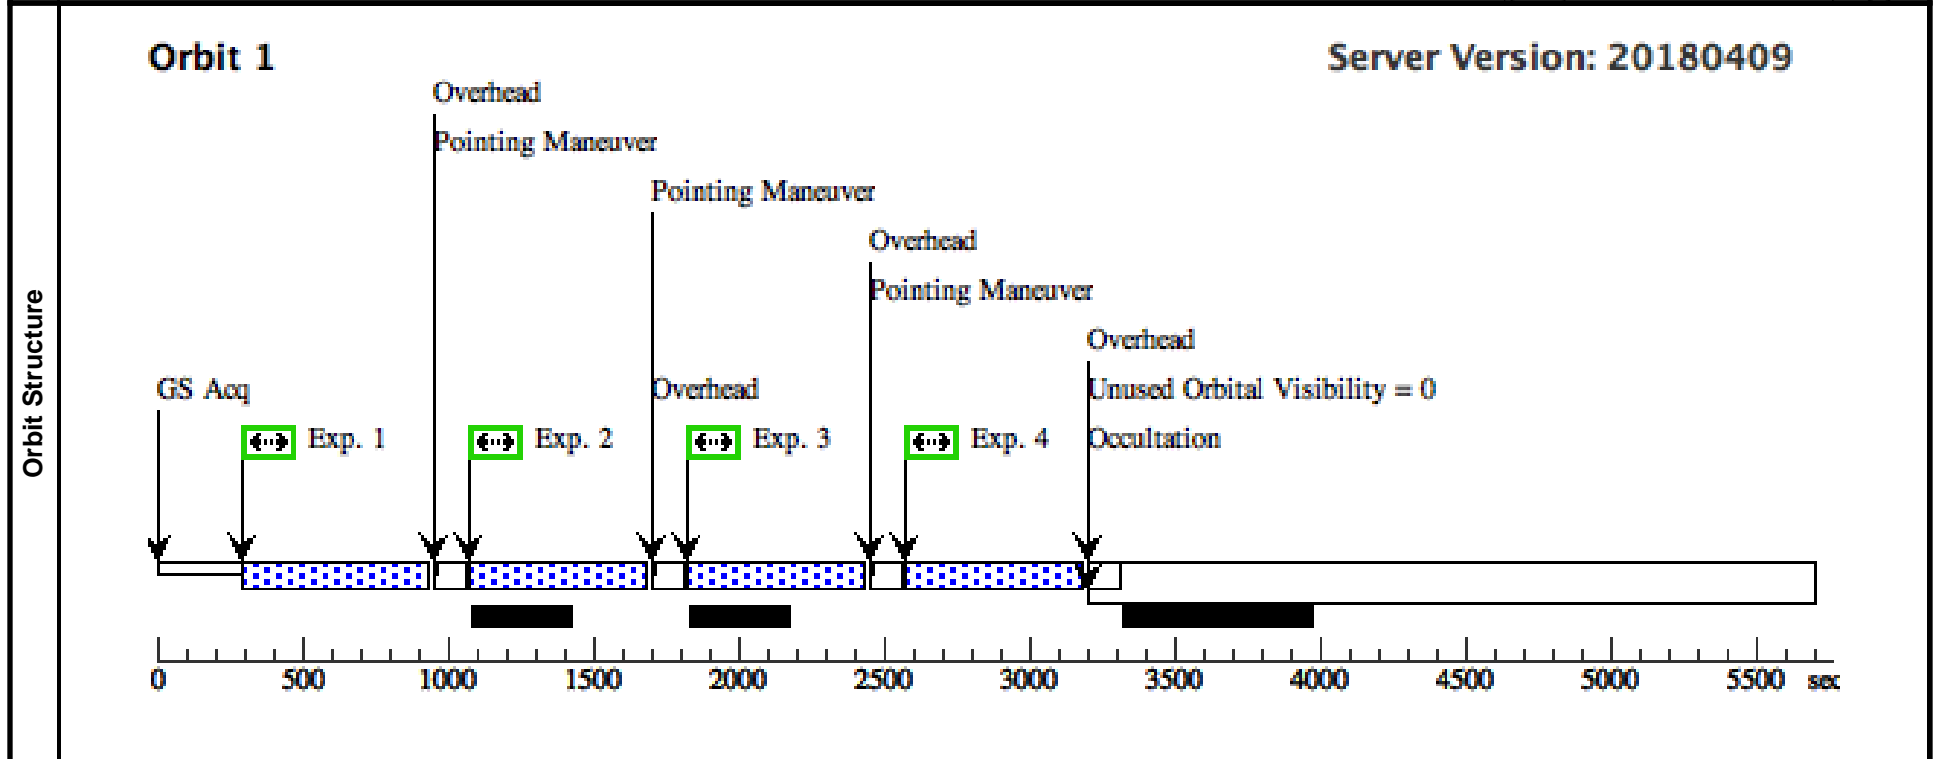 Orbit 1 Server Version: 20180409
Overhead
Pointing Maneuver
Pointing Maneuver
Overhead
Pointing Maneuver
Overhead
GS Acq Overhead Unused Orbital Visibility = 0
Exp. 1 Exp. 2 Exp. 3 Exp. 4 Occultation
0 500 1000 1500 2000 2500 3000 3500 4000 4500 5000 5500 sec
Orbit Structure